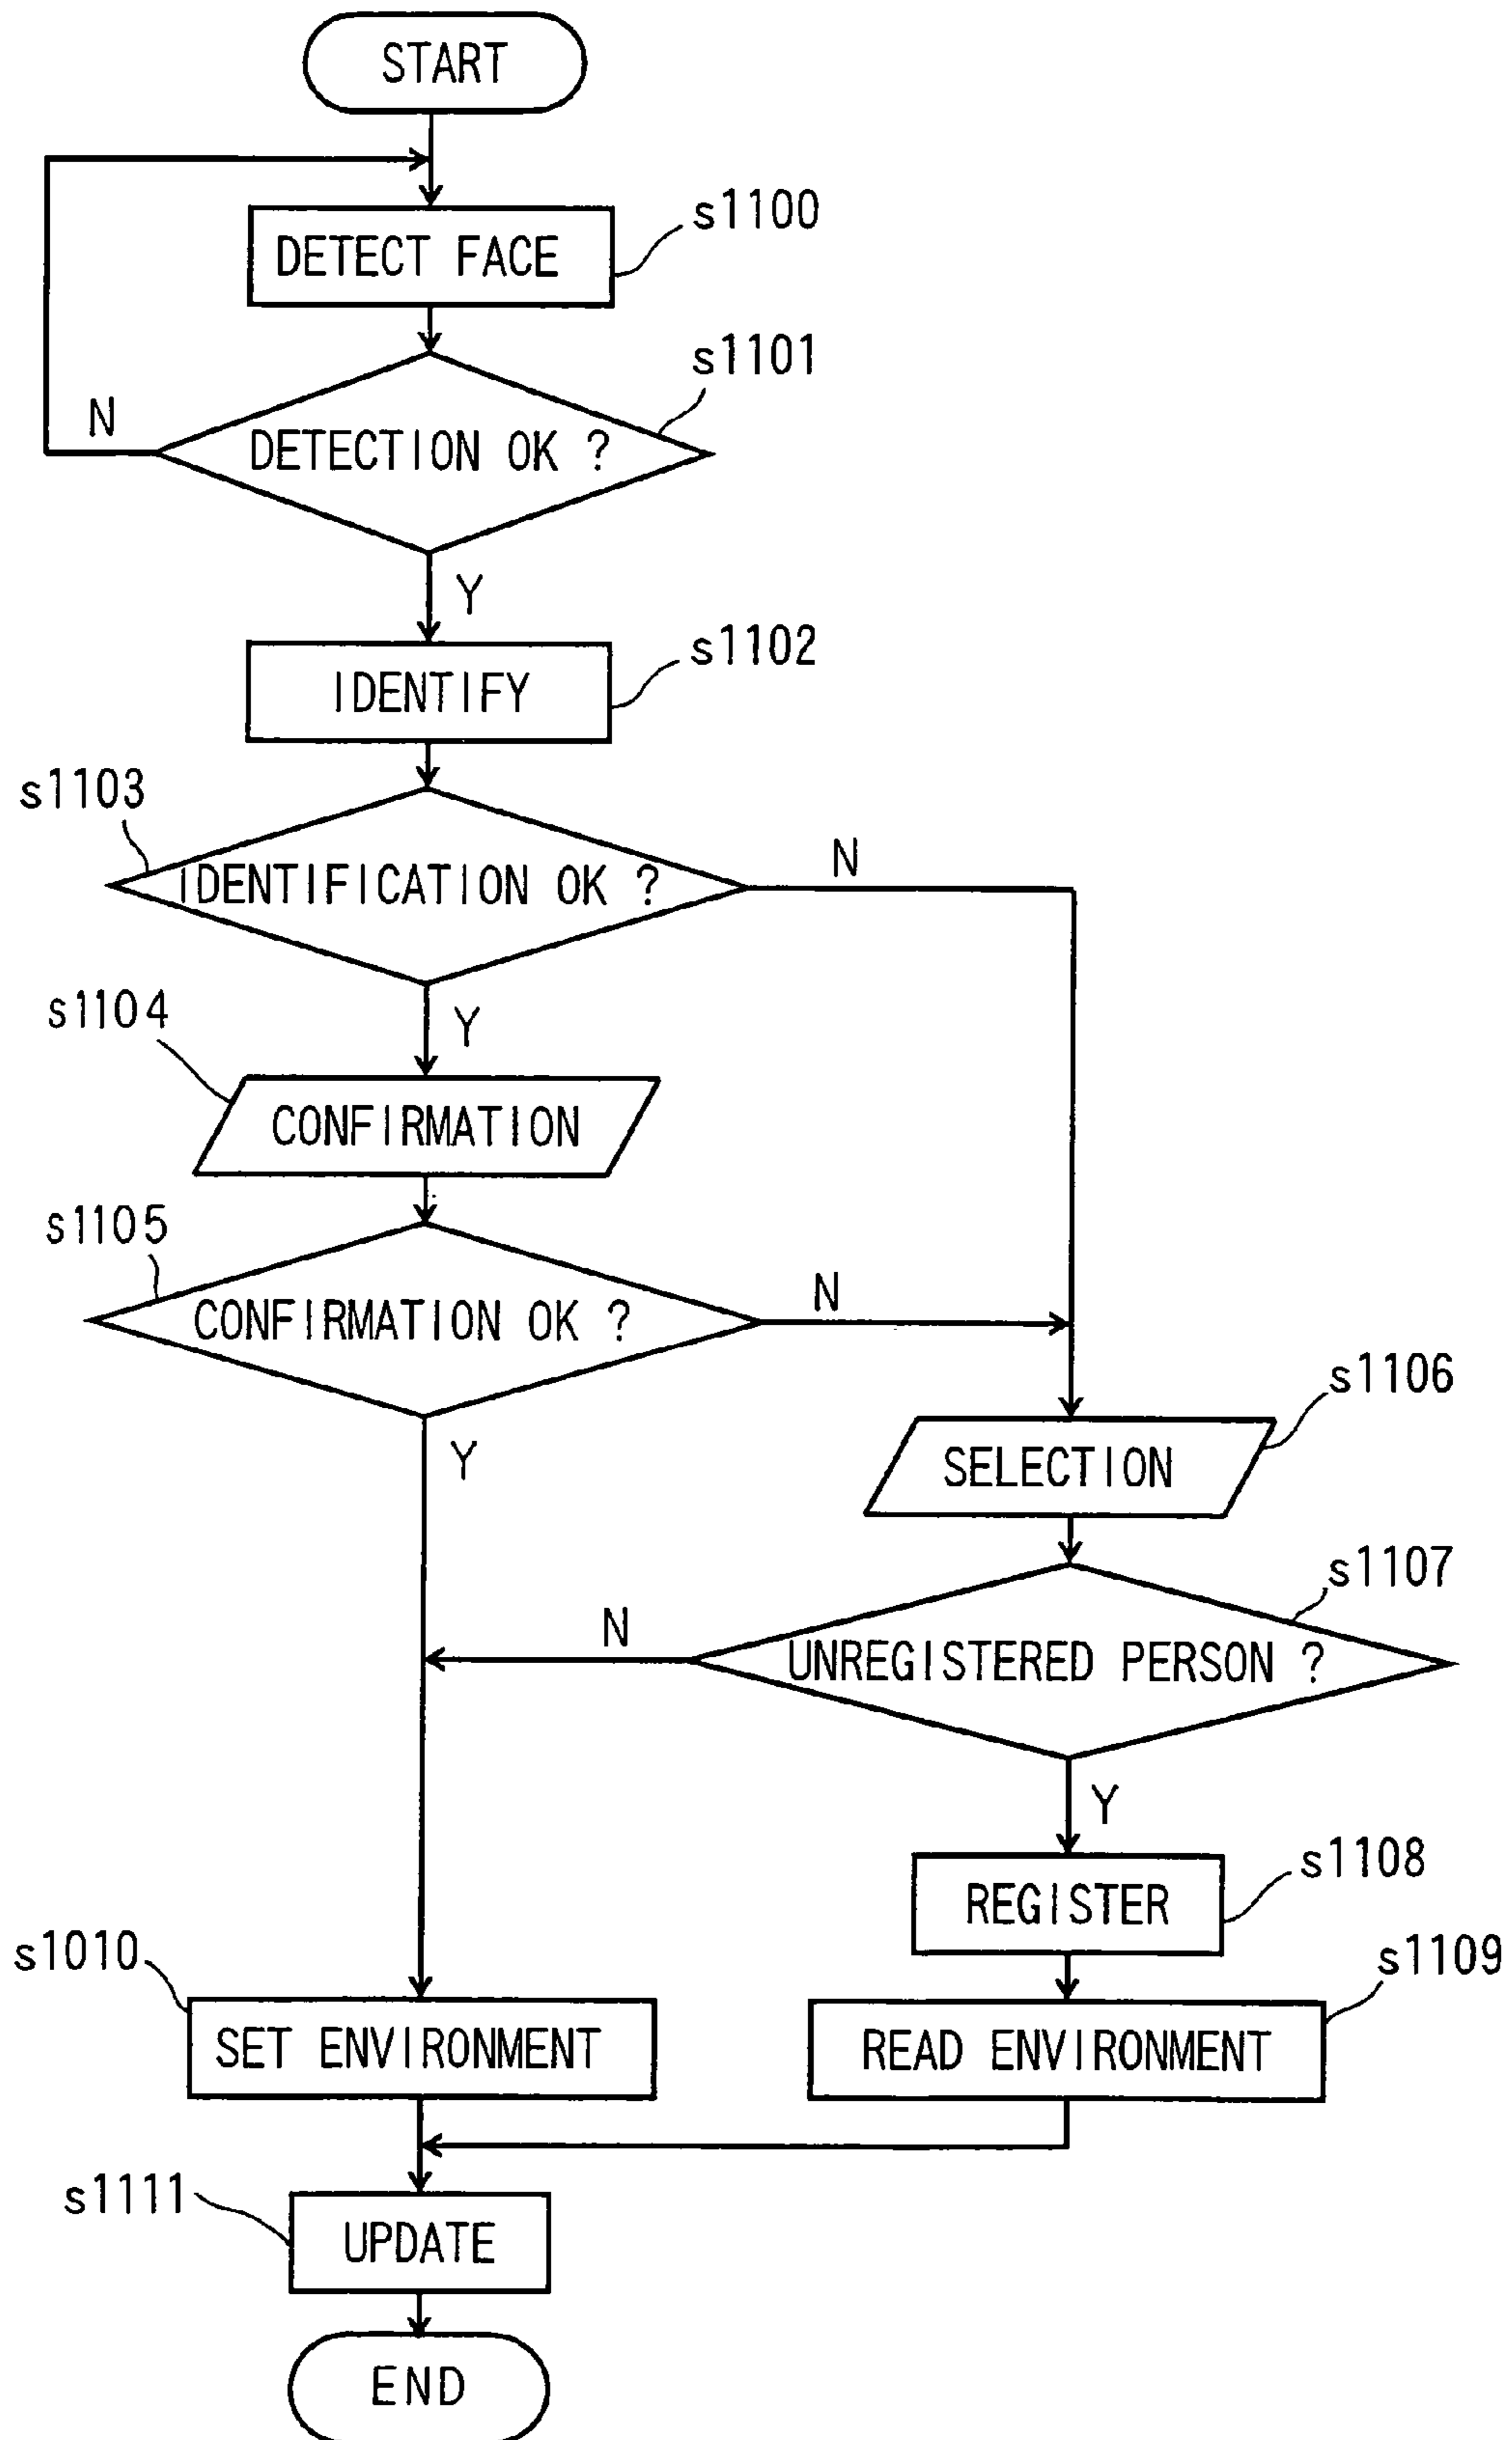 START
s1100
DETECT FACE
s1101
N
DETECTION OK ?
Y
s1102
IDENTIFY
s1103
IDENTIFICATION OK ?
N
s1104
Y
CONFIRMATION
s1105
CONFIRMATION OK ?
N
Y
s1106
SELECTION
s1107
N
UNREGISTERED PERSON ?
Y
s1108
REGISTER
s1010
s1109
SET ENVIRONMENT
READ ENVIRONMENT
s1111
UPDATE
END